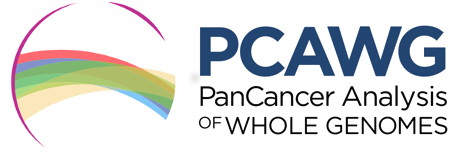 PCAWG
PanCancer Analysis
OF WHOLE GENOMES